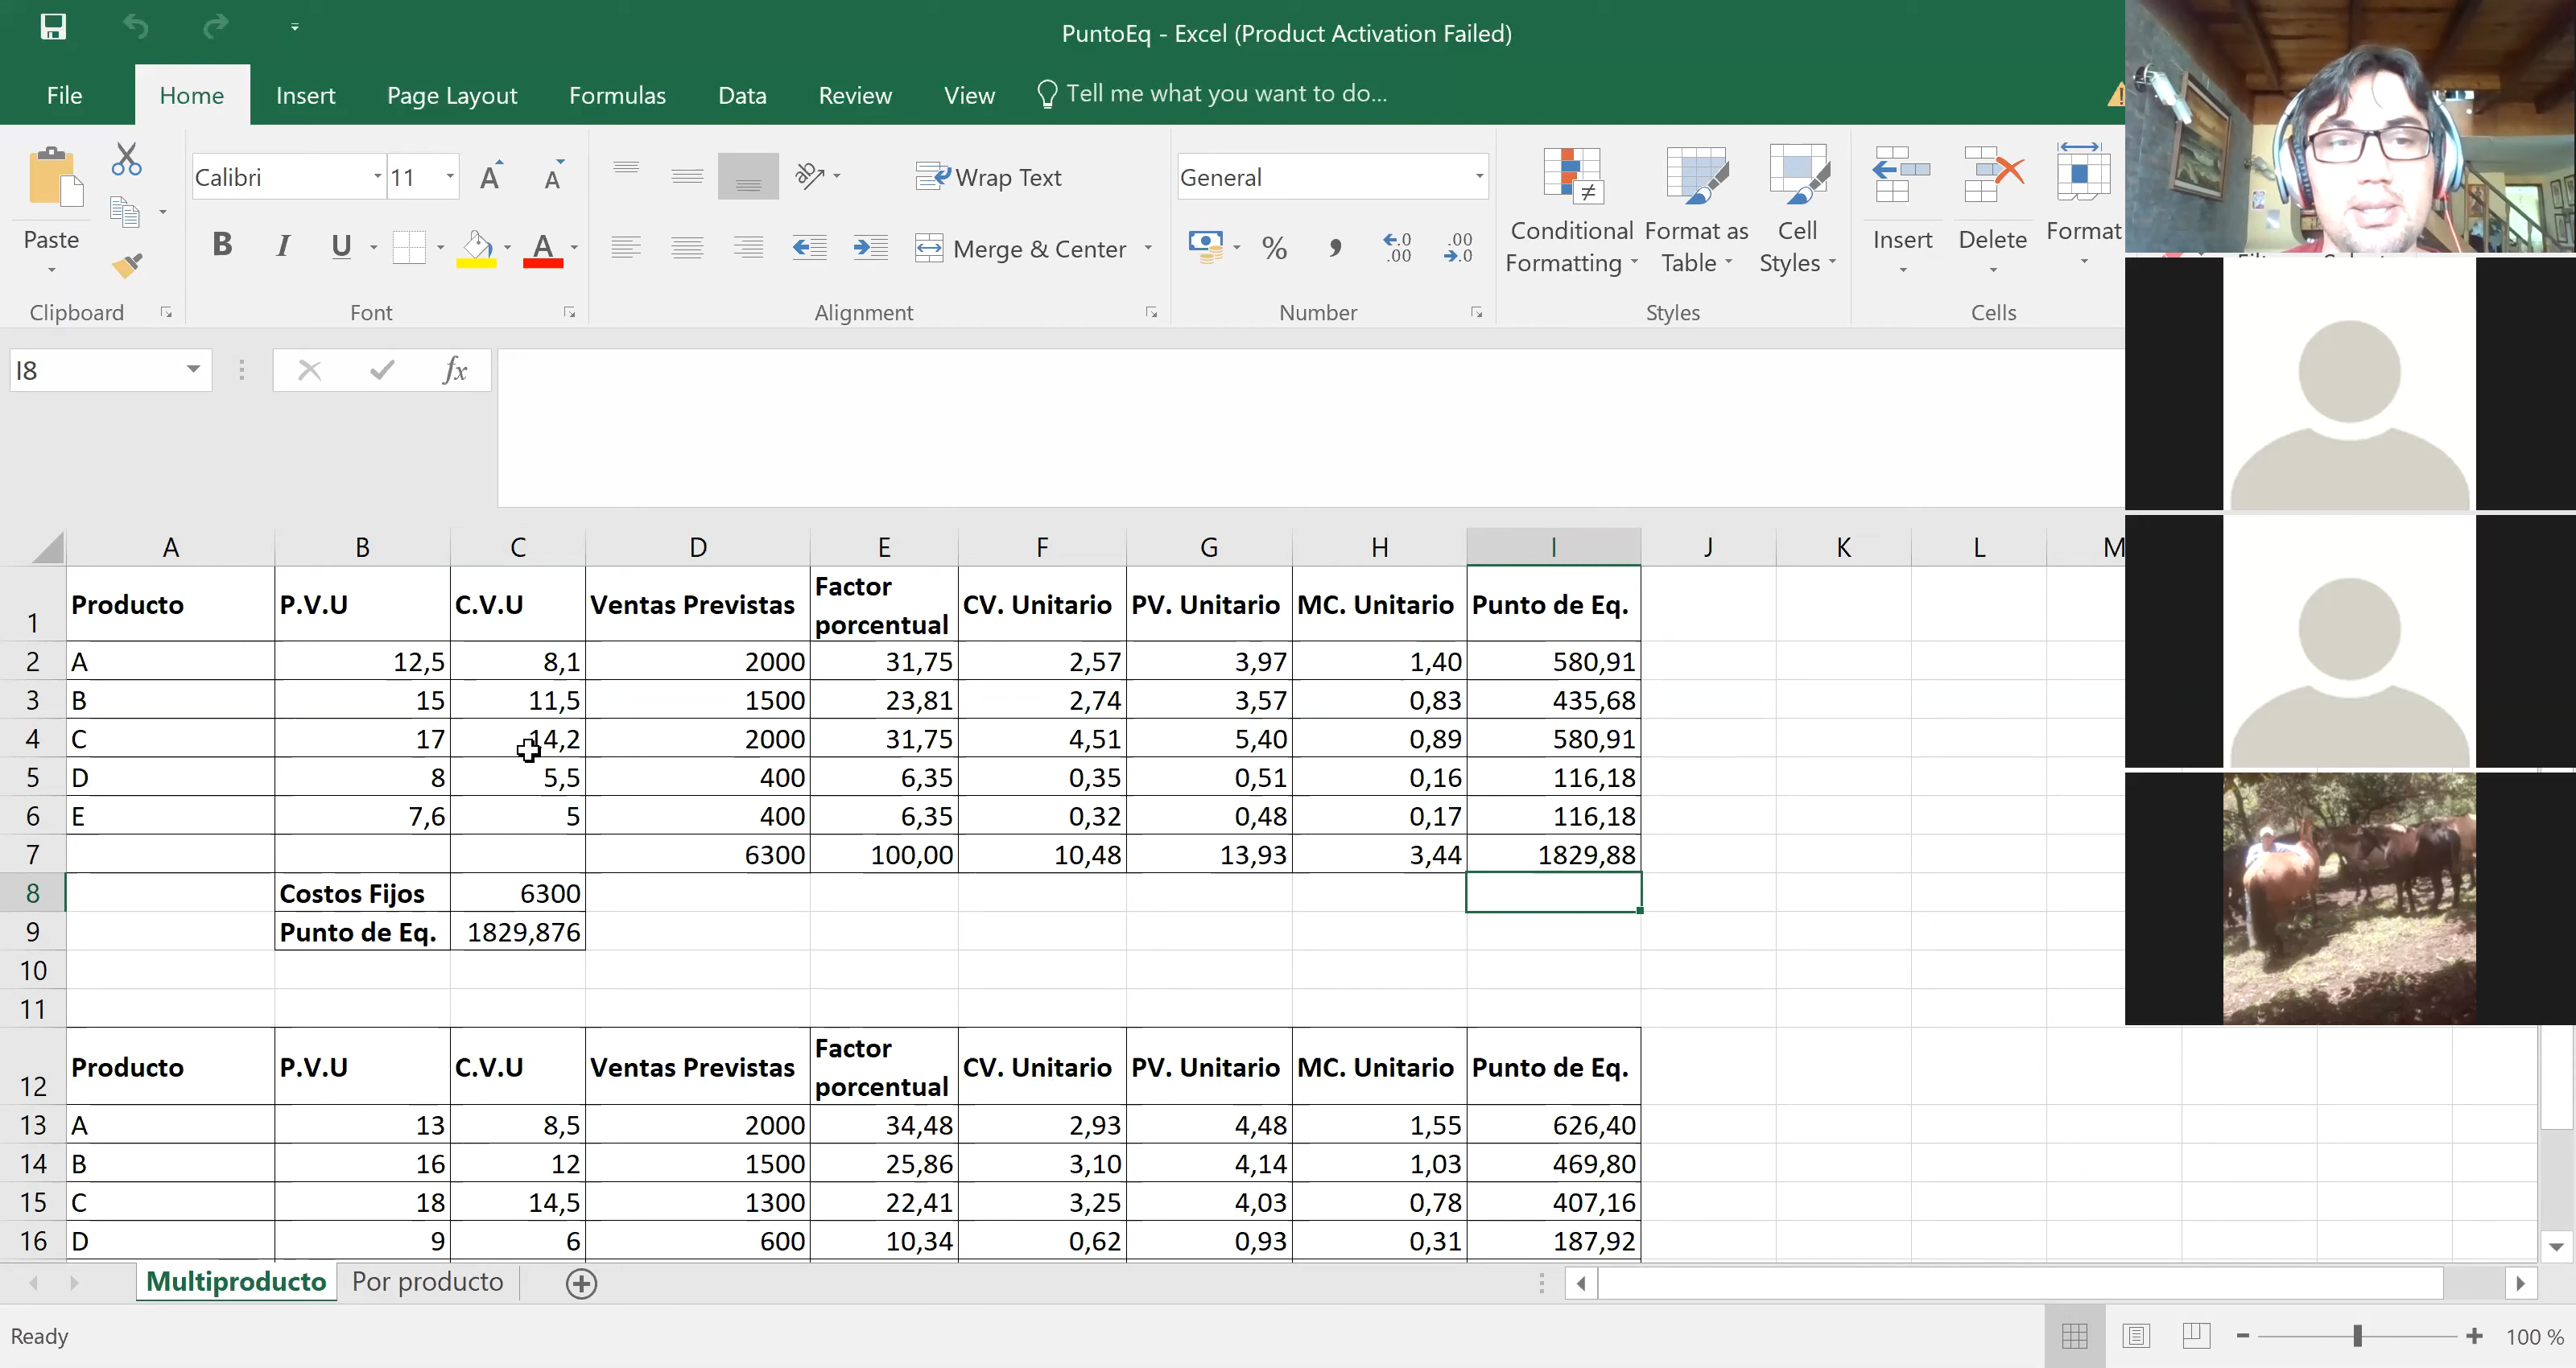 PuntoEq - Excel (Product Activation Failed)
File Home Insert Page Layout Formulas Data Review View Tell me what you want to do...
Paste
Clipboard
Calibri 11
B I U A
Font
Wrap Text
Merge & Center
Alignment
General
% , .00 .00
Number
Conditional Formatting
Format as Table
Cell Styles
Styles
Insert Delete Format
Cells
I8 fx
A B C D E F G H I J K L M
1 Producto P.V.U C.V.U Ventas Previstas Factor porcentual CV. Unitario PV. Unitario MC. Unitario Punto de Eq.
2 A 12,5 8,1 2000 31,75 2,57 3,97 1,40 580,91
3 B 15 11,5 1500 23,81 2,74 3,57 0,83 435,68
4 C 17 14,2 2000 31,75 4,51 5,40 0,89 580,91
5 D 8 5,5 400 6,35 0,35 0,51 0,16 116,18
6 E 7,6 5 400 6,35 0,32 0,48 0,17 116,18
7 6300 100,00 10,48 13,93 3,44 1829,88
8 Costos Fijos 6300
9 Punto de Eq. 1829,876
10
11
12 Producto P.V.U C.V.U Ventas Previstas Factor porcentual CV. Unitario PV. Unitario MC. Unitario Punto de Eq.
13 A 13 8,5 2000 34,48 2,93 4,48 1,55 626,40
14 B 16 12 1500 25,86 3,10 4,14 1,03 469,80
15 C 18 14,5 1300 22,41 3,25 4,03 0,78 407,16
16 D 9 6 600 10,34 0,62 0,93 0,31 187,92
Multiproducto Por producto
Ready 100 %